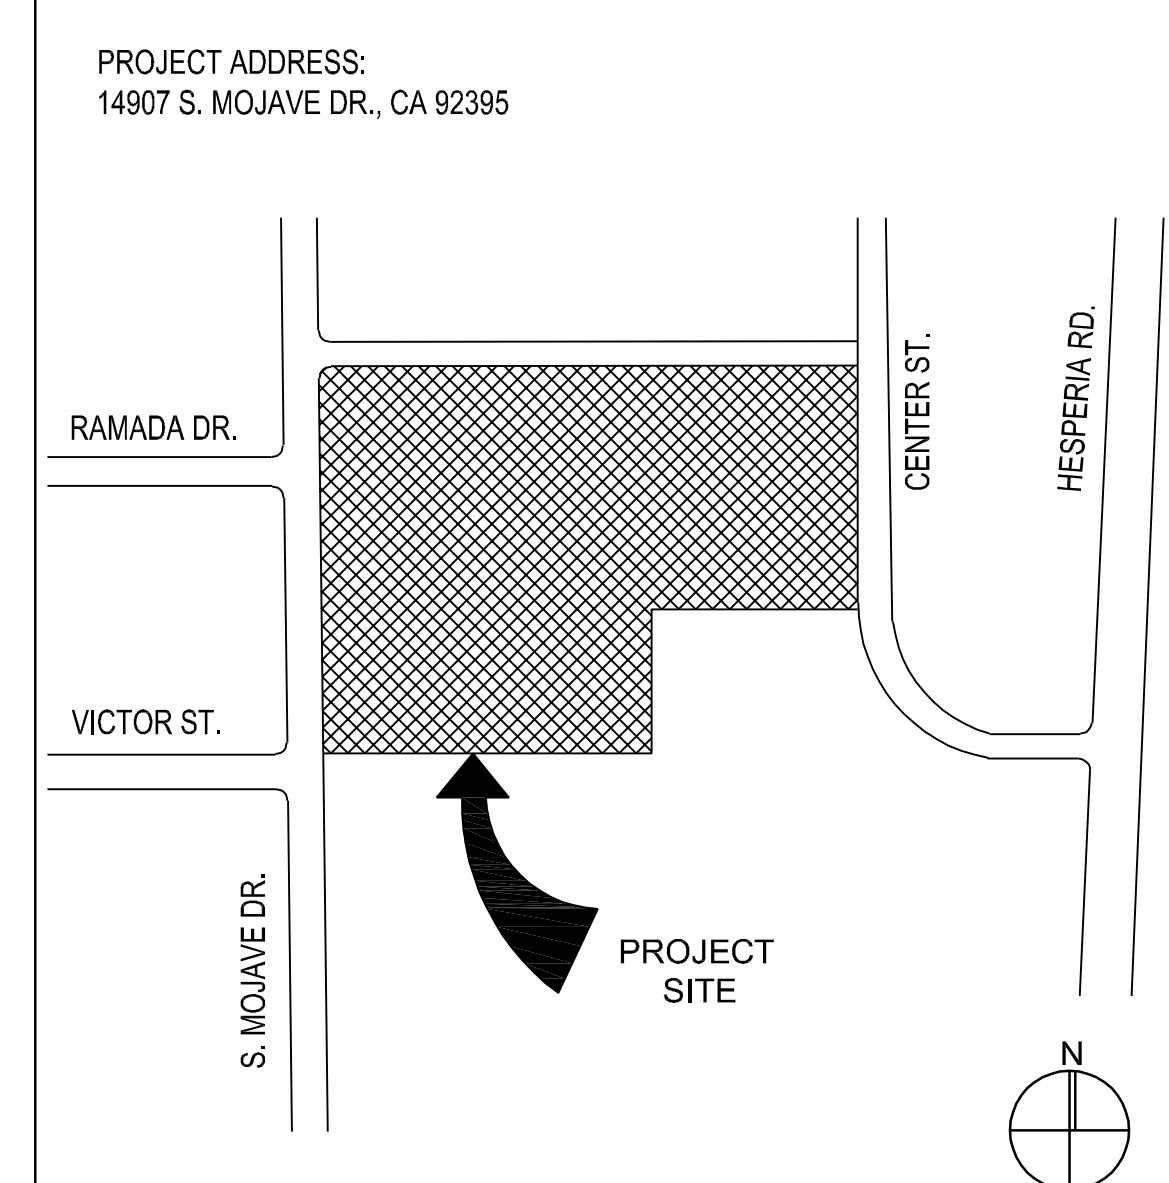 PROJECT ADDRESS:
14907 S. MOJAVE DR., CA 92395
RAMADA DR.
CENTER ST.
HESPERIA RD.
VICTOR ST.
S. MOJAVE DR.
PROJECT
SITE
N